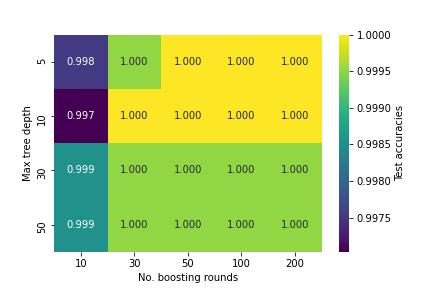 1.0000
5
0.998 1.000 1.000 1.000 1.000
0.9995
10
0.997 1.000 1.000 1.000 1.000
0.9990
Max tree depth
Test accuracies
0.9985
30
0.999 1.000 1.000 1.000 1.000
0.9980
50
0.999 1.000 1.000 1.000 1.000
0.9975
10 30 50 100 200
No. boosting rounds